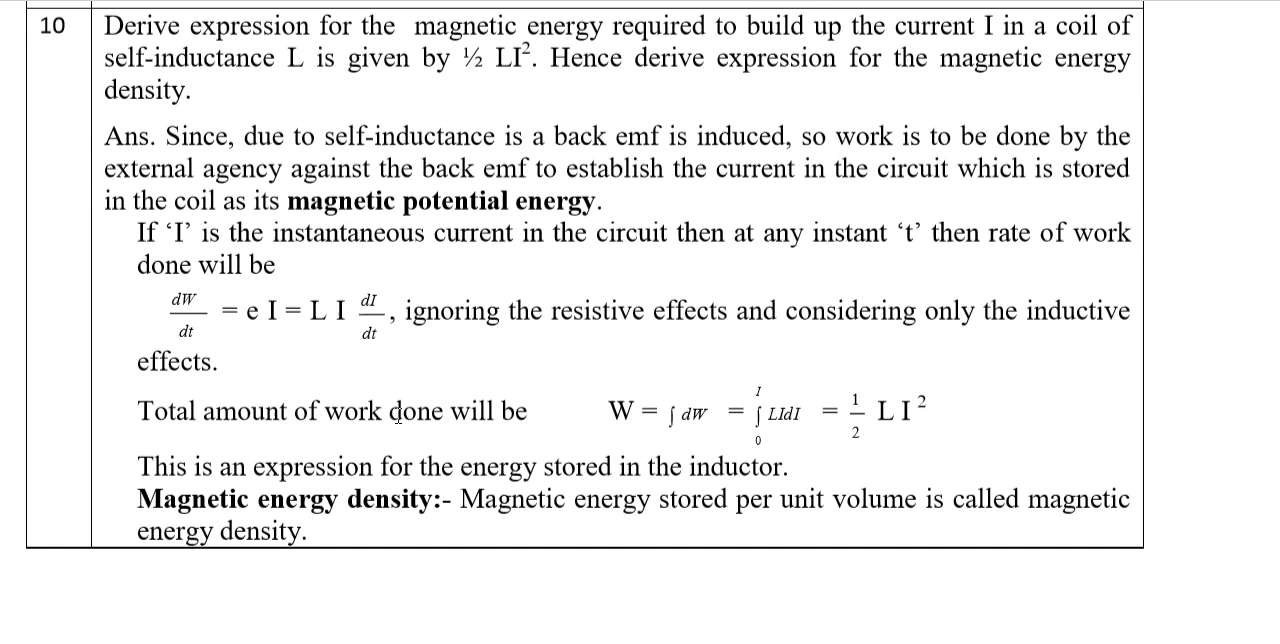 10 Derive expression for the magnetic energy required to build up the current I in a coil of
self-inductance L is given by ½ LI². Hence derive expression for the magnetic energy
density.
Ans. Since, due to self-inductance is a back emf is induced, so work is to be done by the
external agency against the back emf to establish the current in the circuit which is stored
in the coil as its magnetic potential energy.
If ‘I’ is the instantaneous current in the circuit then at any instant ‘t’ then rate of work
done will be
dW/dt = e I = L I dI/dt, ignoring the resistive effects and considering only the inductive
effects.
Total amount of work done will be W = ∫ dW = ∫₀ᴵ LIdI = 1/2 L I ²
This is an expression for the energy stored in the inductor.
Magnetic energy density:- Magnetic energy stored per unit volume is called magnetic
energy density.